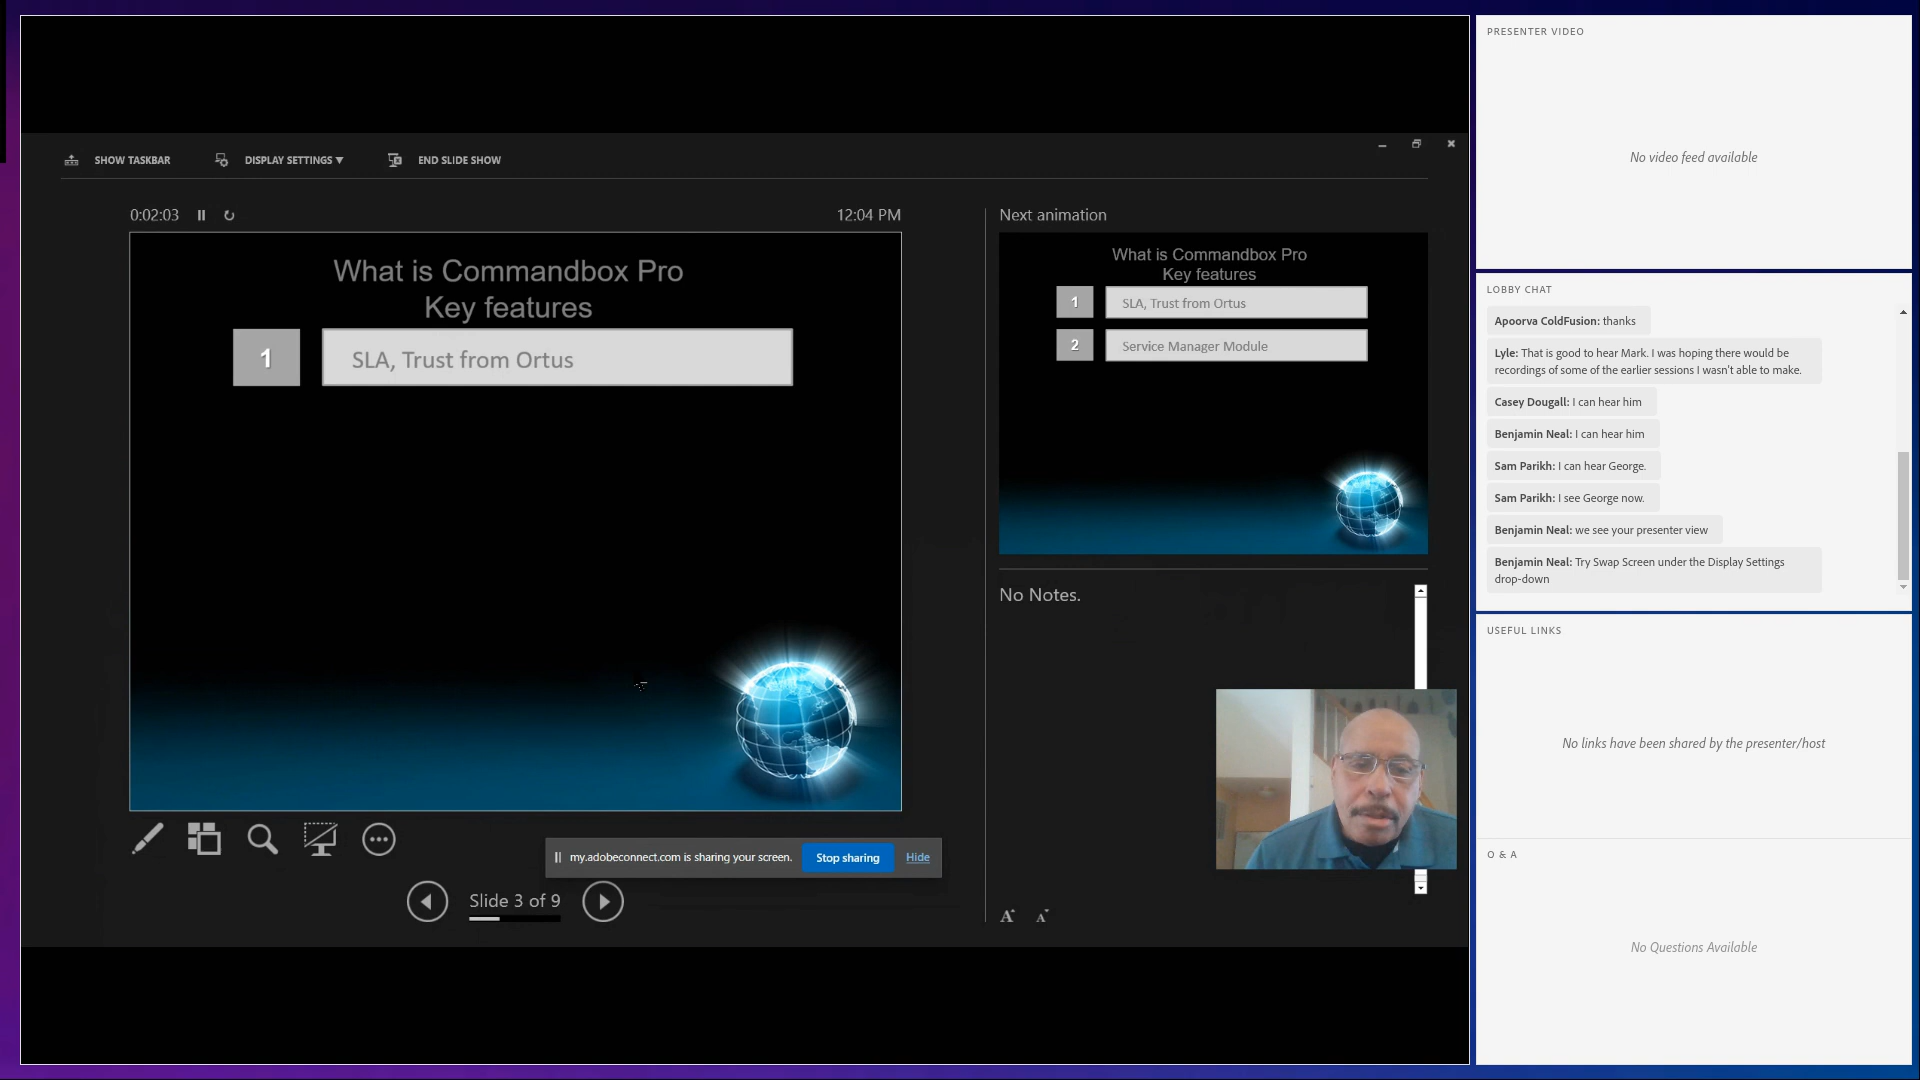 SHOW TASKBAR
DISPLAY SETTINGS ▼
END SLIDE SHOW
0:02:03
12:04 PM
What is Commandbox Pro
Key features
1
SLA, Trust from Ortus
Next animation
What is Commandbox Pro
Key features
1
SLA, Trust from Ortus
2
Service Manager Module
No Notes.
my.adobeconnect.com is sharing your screen.
Stop sharing
Hide
Slide 3 of 9
A
A
PRESENTER VIDEO
No video feed available
LOBBY CHAT
Apoorva ColdFusion: thanks
Lyle: That is good to hear Mark. I was hoping there would be
recordings of some of the earlier sessions I wasn't able to make.
Casey Dougall: I can hear him
Benjamin Neal: I can hear him
Sam Parikh: I can hear George.
Sam Parikh: I see George now.
Benjamin Neal: we see your presenter view
Benjamin Neal: Try Swap Screen under the Display Settings
drop-down
USEFUL LINKS
No links have been shared by the presenter/host
Q & A
No Questions Available